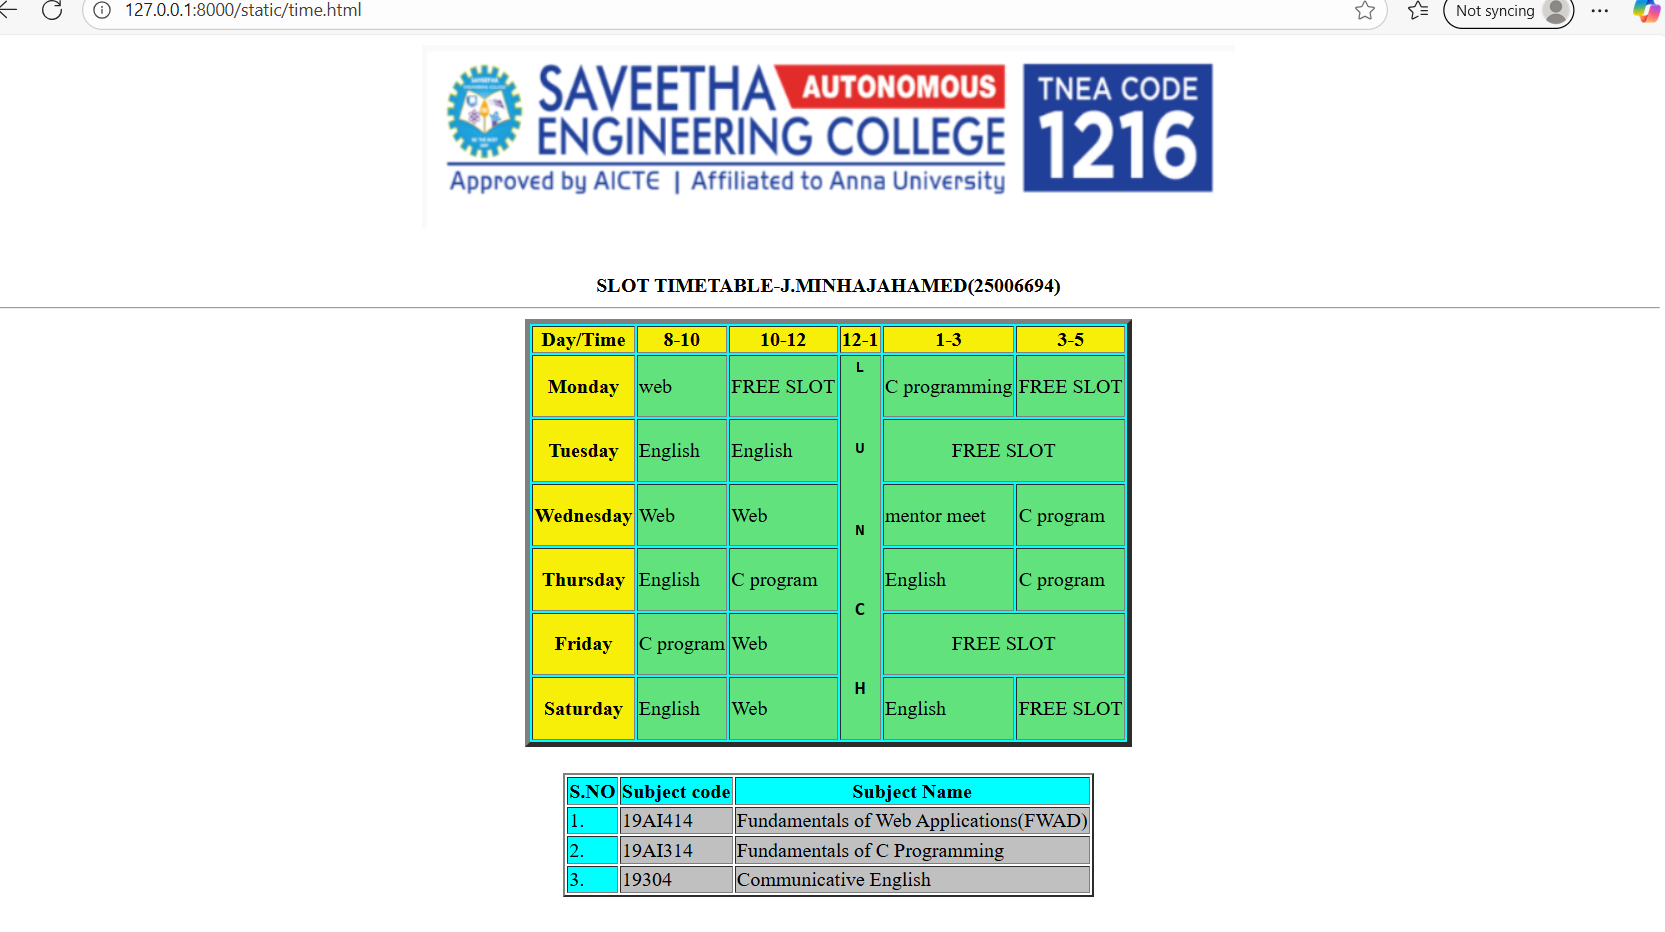 127.0.0.1:8000/static/time.html
Not syncing
SAVEETHA AUTONOMOUS
ENGINEERING COLLEGE
Approved by AICTE | Affiliated to Anna University
TNEA CODE
1216
SLOT TIMETABLE-J.MINHAJAHAMED(25006694)
Day/Time 8-10 10-12 12-1 1-3 3-5
Monday web FREE SLOT L C programming FREE SLOT
Tuesday English English U FREE SLOT
Wednesday Web Web N mentor meet C program
Thursday English C program C English C program
Friday C program Web FREE SLOT
Saturday English Web H English FREE SLOT
S.NO Subject code Subject Name
1. 19AI414 Fundamentals of Web Applications(FWAD)
2. 19AI314 Fundamentals of C Programming
3. 19304 Communicative English